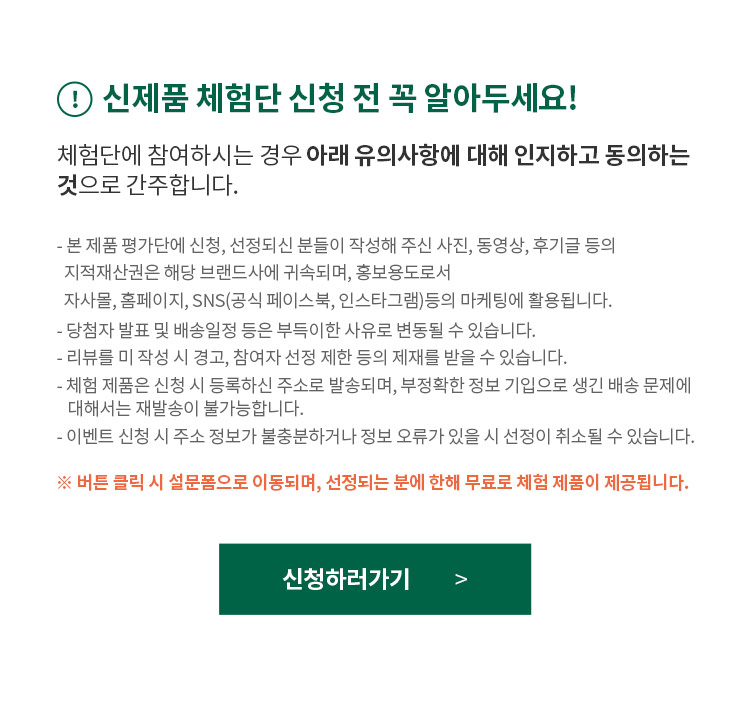 ! 신제품 체험단 신청 전 꼭 알아두세요!
체험단에 참여하시는 경우 아래 유의사항에 대해 인지하고 동의하는
것으로 간주합니다.
- 본 제품 평가단에 신청, 선정되신 분들이 작성해 주신 사진, 동영상, 후기글 등의
지적재산권은 해당 브랜드사에 귀속되며, 홍보용도로서
자사몰, 홈페이지, SNS(공식 페이스북, 인스타그램)등의 마케팅에 활용됩니다.
- 당첨자 발표 및 배송일정 등은 부득이한 사유로 변동될 수 있습니다.
- 리뷰를 미 작성 시 경고, 참여자 선정 제한 등의 제재를 받을 수 있습니다.
- 체험 제품은 신청 시 등록하신 주소로 발송되며, 부정확한 정보 기입으로 생긴 배송 문제에
대해서는 재발송이 불가능합니다.
- 이벤트 신청 시 주소 정보가 불충분하거나 정보 오류가 있을 시 선정이 취소될 수 있습니다.
※ 버튼 클릭 시 설문폼으로 이동되며, 선정되는 분에 한해 무료로 체험 제품이 제공됩니다.
신청하러가기 >